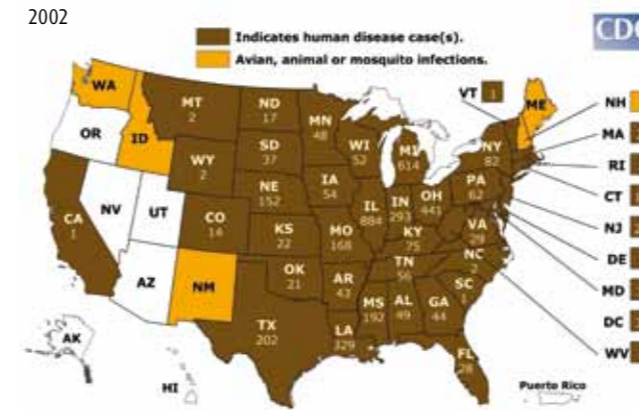 2002
Indicates human disease case(s).
Avian, animal or mosquito infections.
CDC
WA
MT
2
ND
17
MN
48
VT 1
ME
NH
OR
ID
WY
2
SD
37
WI
52
MI
614
NY
82
MA
RI
CT
NJ
DE
MD
DC
WV
NE
152
IA
54
IL
884
IN
293
OH
441
PA
62
CA
1
NV
UT
CO
14
KS
22
MO
168
KY
75
VA
29
NC
2
AZ
NM
OK
21
AR
43
TN
56
SC
1
TX
202
LA
329
MS
192
AL
49
GA
44
FL
28
AK
HI
Puerto Rico